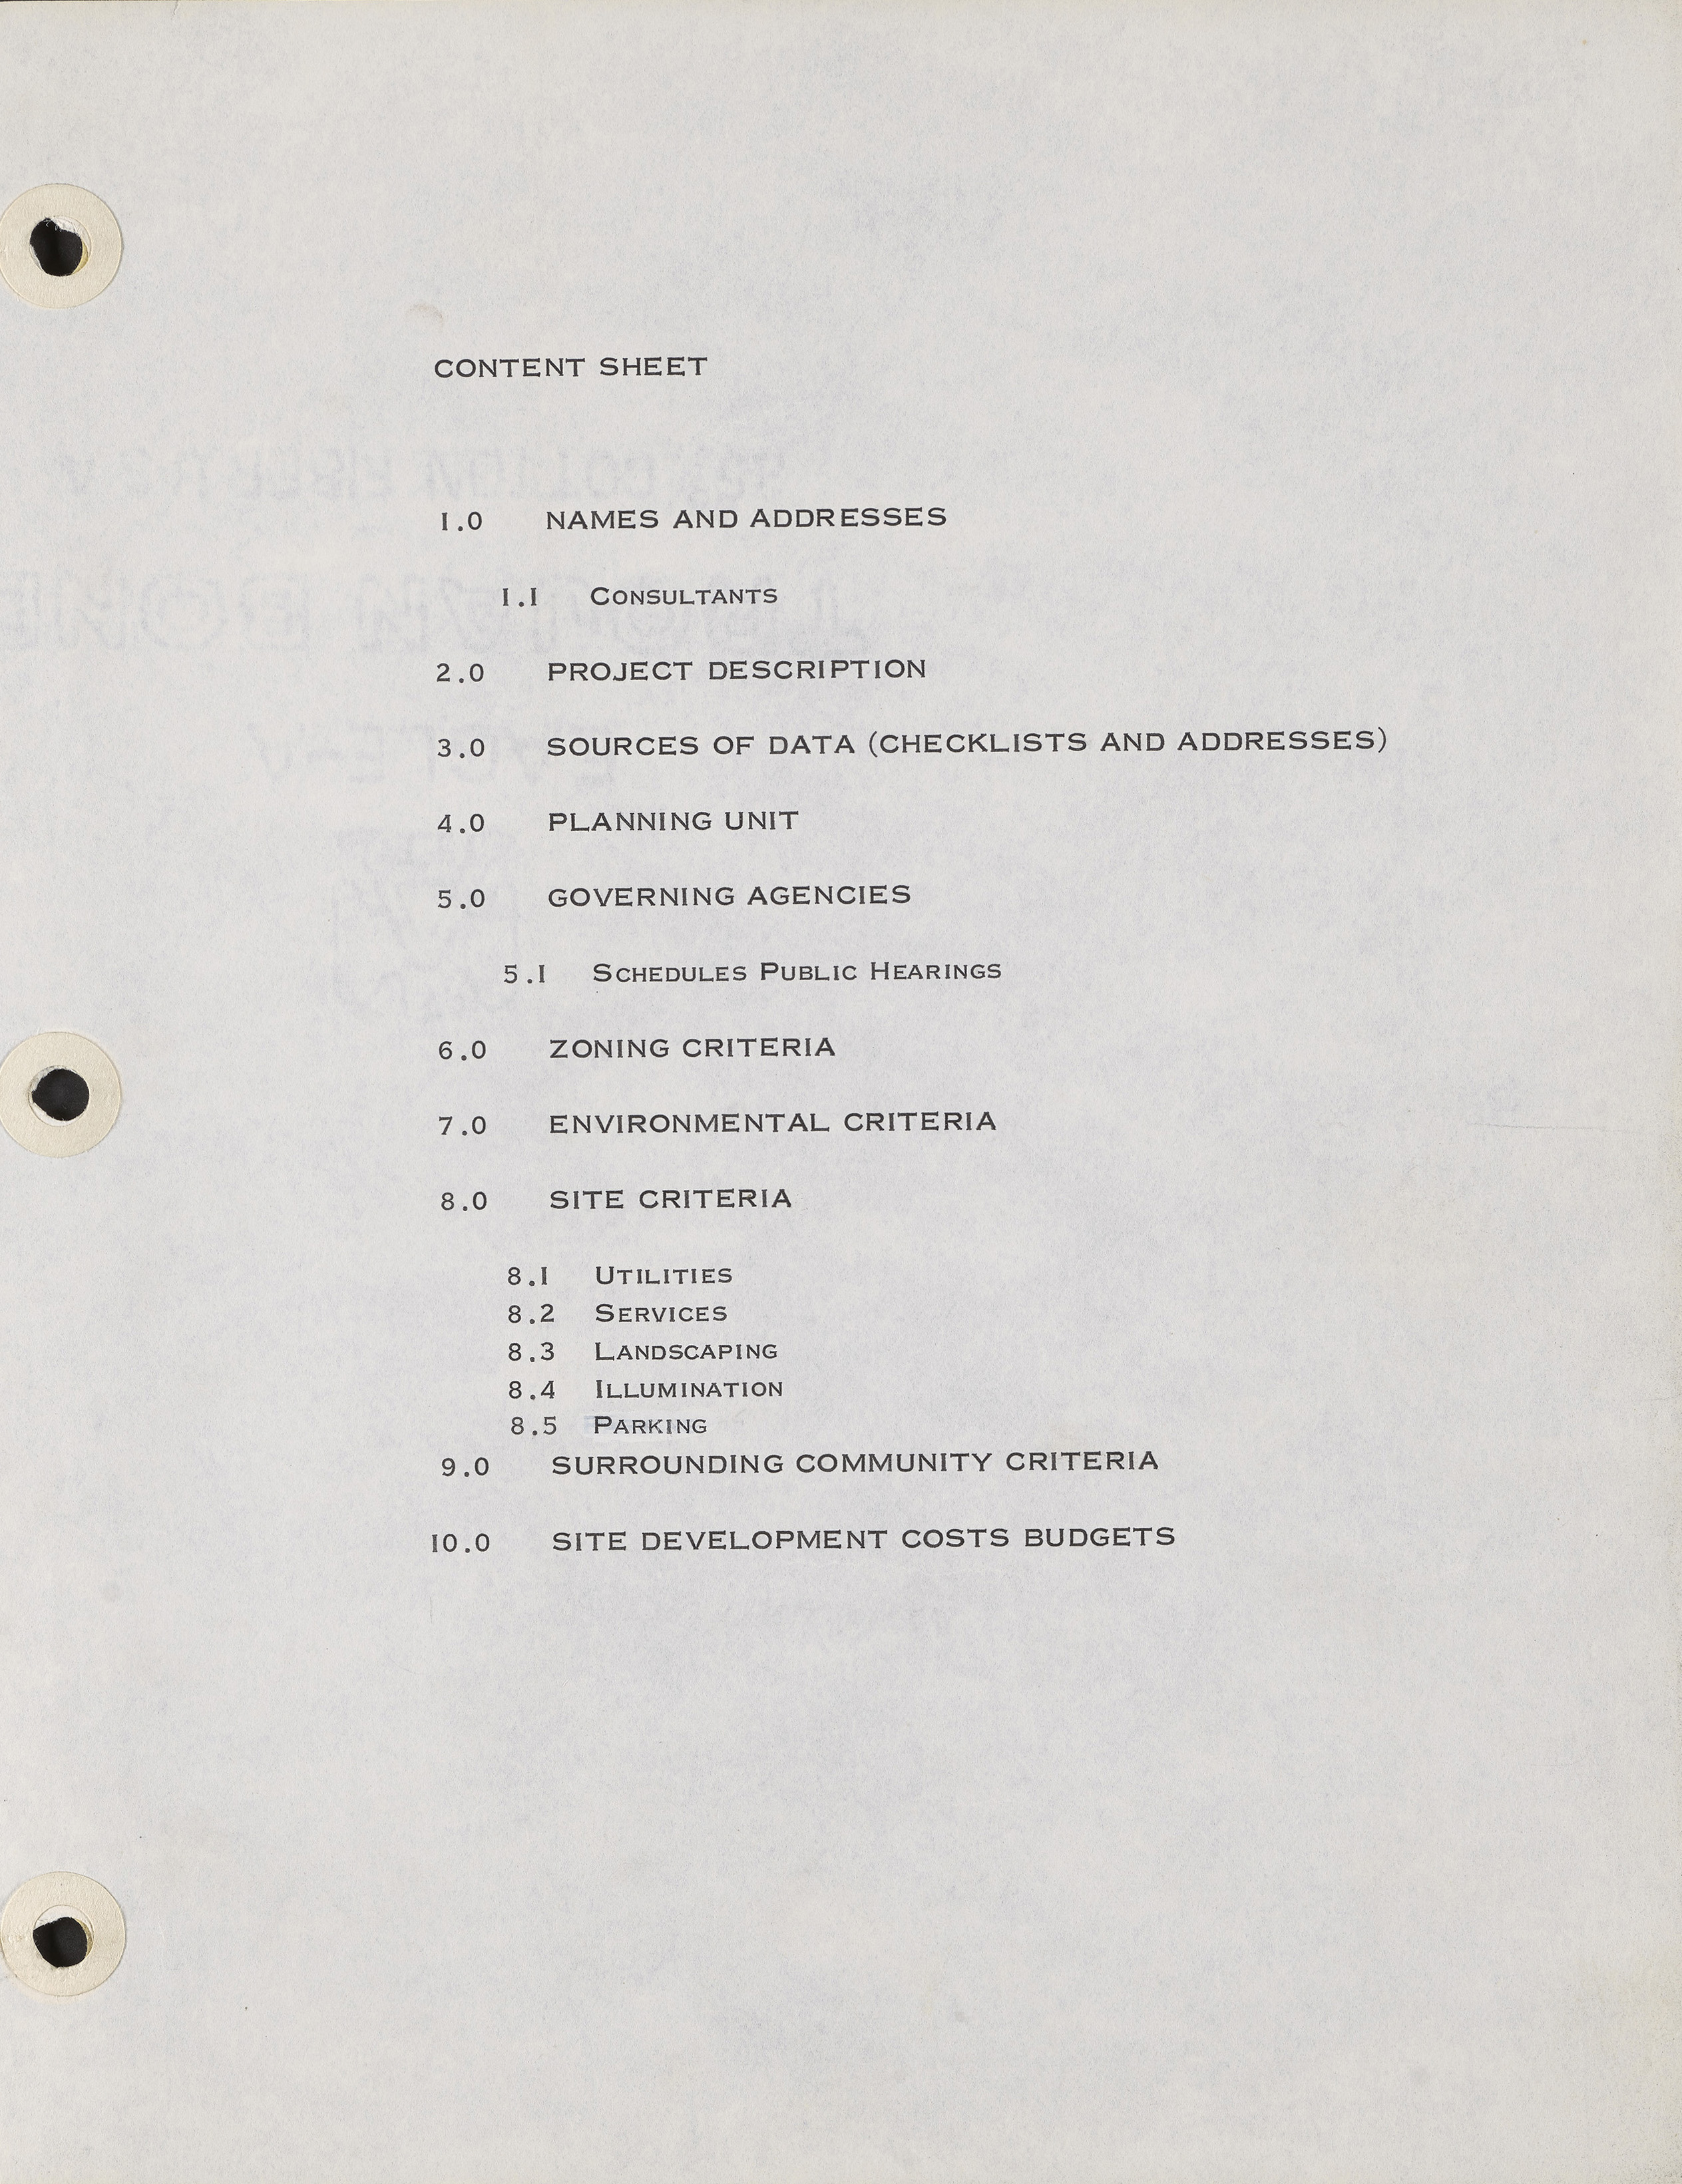 CONTENT SHEET
1.0 NAMES AND ADDRESSES
1.1 CONSULTANTS
2.0 PROJECT DESCRIPTION
3.0 SOURCES OF DATA (CHECKLISTS AND ADDRESSES)
4.0 PLANNING UNIT
5.0 GOVERNING AGENCIES
5.1 SCHEDULES PUBLIC HEARINGS
6.0 ZONING CRITERIA
7.0 ENVIRONMENTAL CRITERIA
8.0 SITE CRITERIA
8.1 UTILITIES
8.2 SERVICES
8.3 LANDSCAPING
8.4 ILLUMINATION
8.5 PARKING
9.0 SURROUNDING COMMUNITY CRITERIA
10.0 SITE DEVELOPMENT COSTS BUDGETS